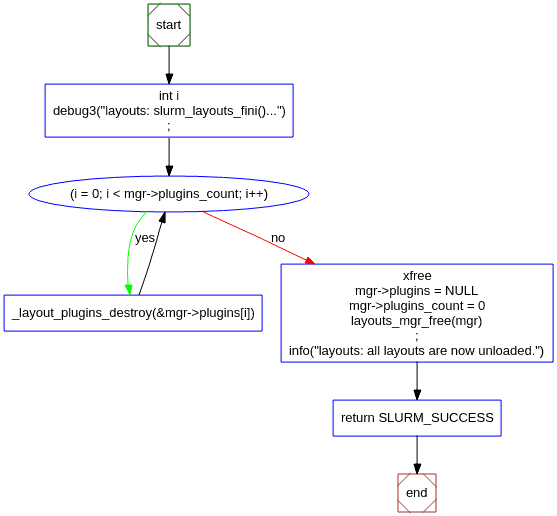 start
int i
debug3("layouts: slurm_layouts_fini()...")
;
(i = 0; i < mgr->plugins_count; i++)
yes
no
_layout_plugins_destroy(&mgr->plugins[i])
xfree
mgr->plugins = NULL
mgr->plugins_count = 0
layouts_mgr_free(mgr)
;
info("layouts: all layouts are now unloaded.")
return SLURM_SUCCESS
end